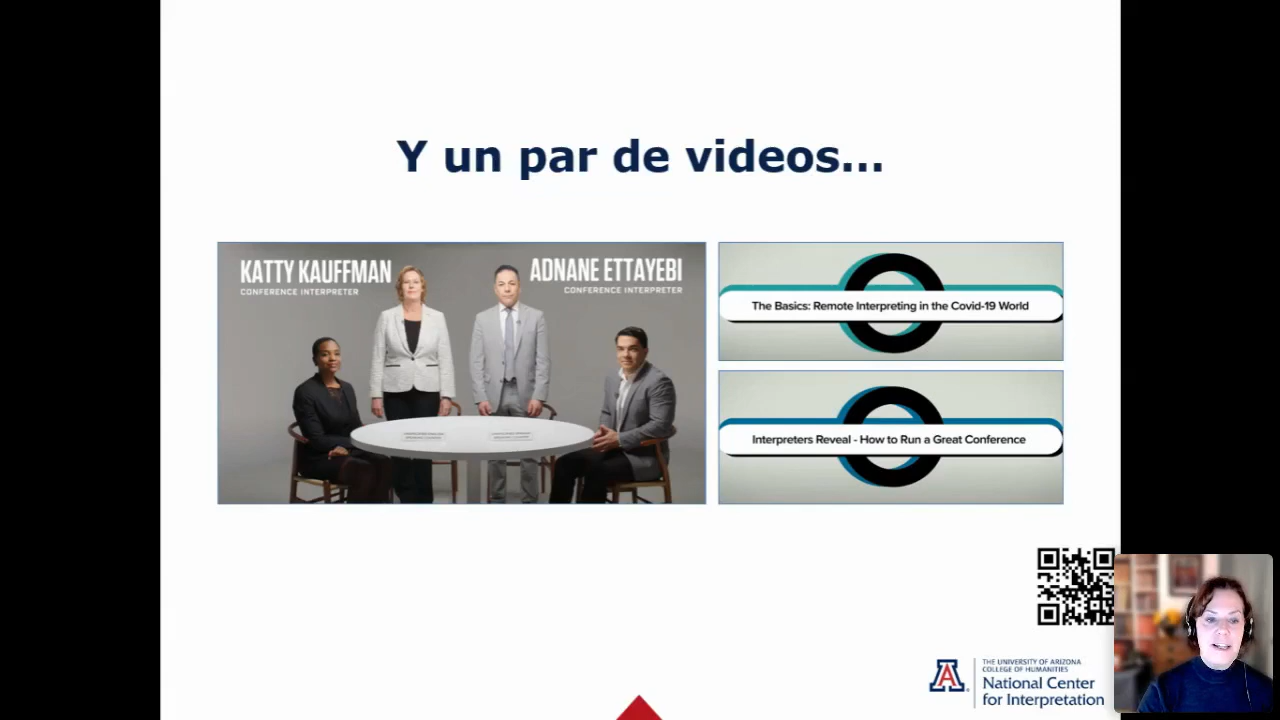 Y un par de videos...
KATTY KAUFFMAN
CONFERENCE INTERPRETER
ADNANE ETTAYEBI
CONFERENCE INTERPRETER
The Basics: Remote Interpreting in the Covid-19 World
Interpreters Reveal - How to Run a Great Conference
A
THE UNIVERSITY OF ARIZONA
COLLEGE OF HUMANITIES
National Center
for Interpretation